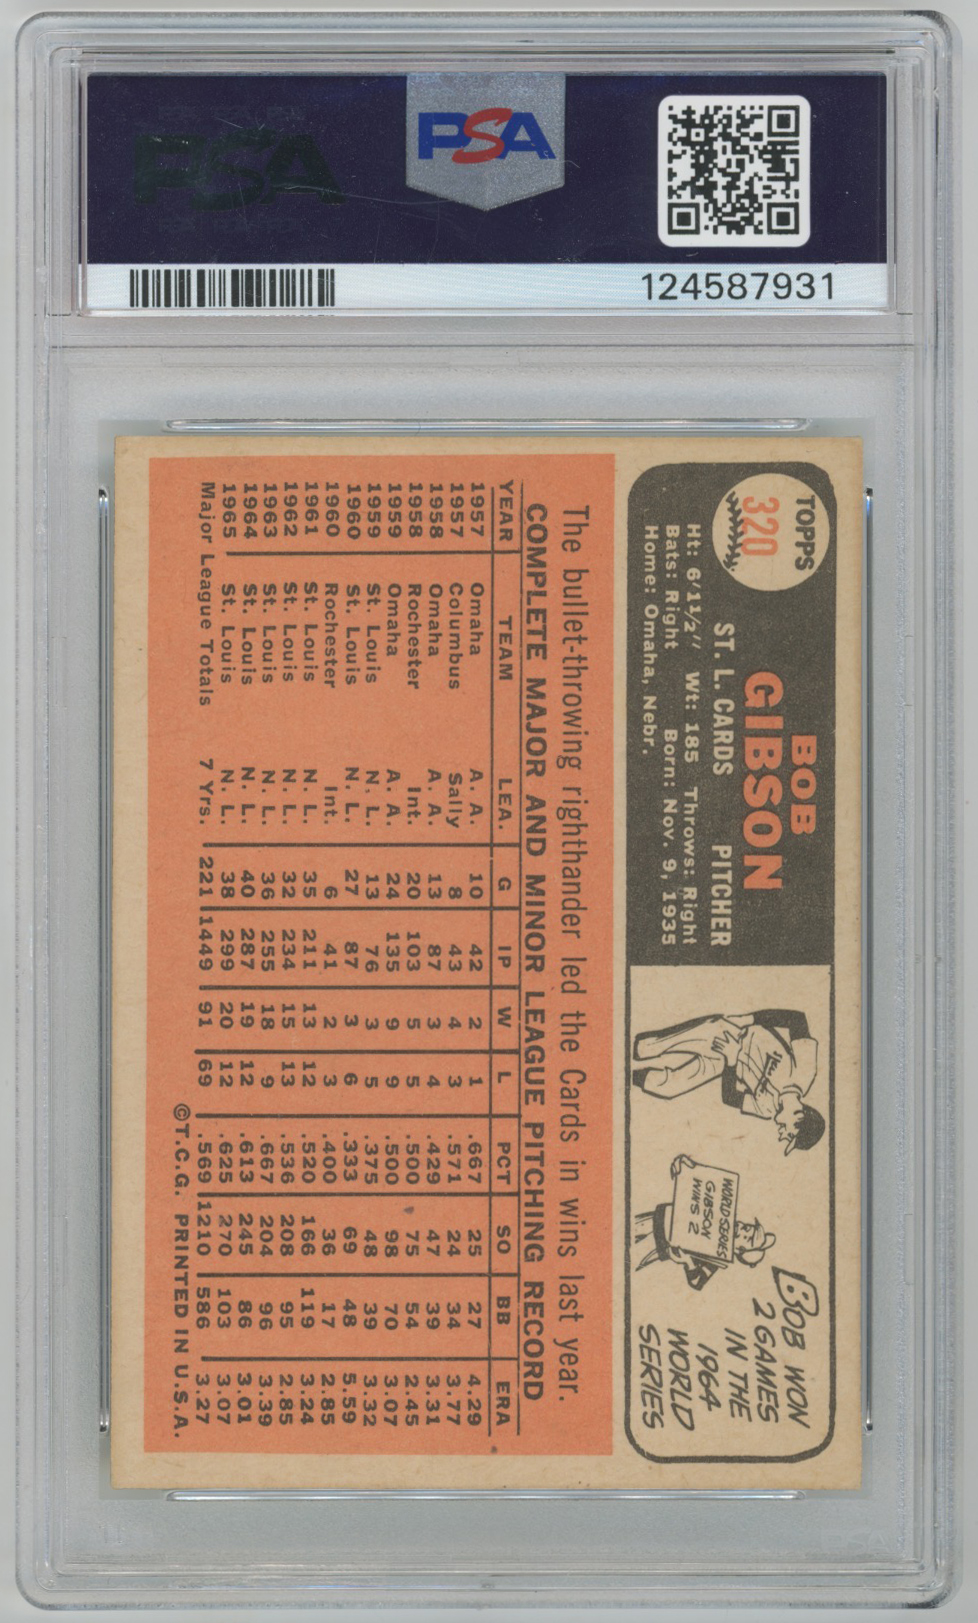 PSA
PSA
124587931
TOPPS
320
BOB
GIBSON
ST. L. CARDS PITCHER
Ht: 6'1½" Wt: 185 Throws: Right
Bats: Right Born: Nov. 9, 1935
Home: Omaha, Nebr.
WORLD SERIES
GIBSON
WINS 2
BOB WON
2 GAMES
IN THE
1964
WORLD
SERIES
The bullet-throwing righthander led the Cards in wins last year.
COMPLETE MAJOR AND MINOR LEAGUE PITCHING RECORD
YEAR TEAM LEA. G IP W L PCT SO BB ERA
1957 Omaha A. A. 10 42 2 1 .667 25 27 4.29
1957 Columbus Sally 8 43 4 3 .571 24 34 3.77
1958 Omaha A. A. 13 87 3 4 .429 47 39 3.31
1958 Rochester Int. 20 103 5 5 .500 75 54 2.45
1959 Omaha A. A. 24 135 9 9 .500 98 70 3.07
1959 St. Louis N. L. 13 76 3 5 .375 48 39 3.32
1960 St. Louis N. L. 27 87 3 6 .333 69 48 5.59
1960 Rochester Int. 6 41 2 3 .400 36 17 2.85
1961 St. Louis N. L. 35 211 13 12 .520 166 119 3.24
1962 St. Louis N. L. 32 234 15 13 .536 208 95 2.85
1963 St. Louis N. L. 36 255 18 9 .667 204 96 3.39
1964 St. Louis N. L. 40 287 19 12 .613 245 86 3.01
1965 St. Louis N. L. 38 299 20 12 .625 270 103 3.07
Major League Totals 7 Yrs. 221 1449 91 69 .569 1210 586 3.27
©T.C.G. PRINTED IN U.S.A.
PSA